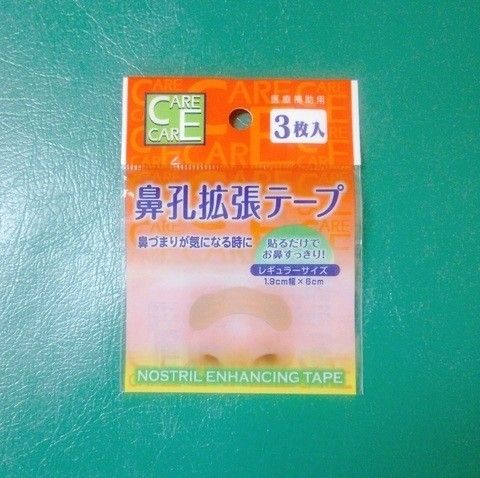 CARE
CARE
医療補助用
3枚入
鼻孔拡張テープ
鼻づまりが気になる時に
貼るだけで
お鼻すっきり!
レギュラーサイズ
1.9cm幅×6cm
NOSTRIL ENHANCING TAPE